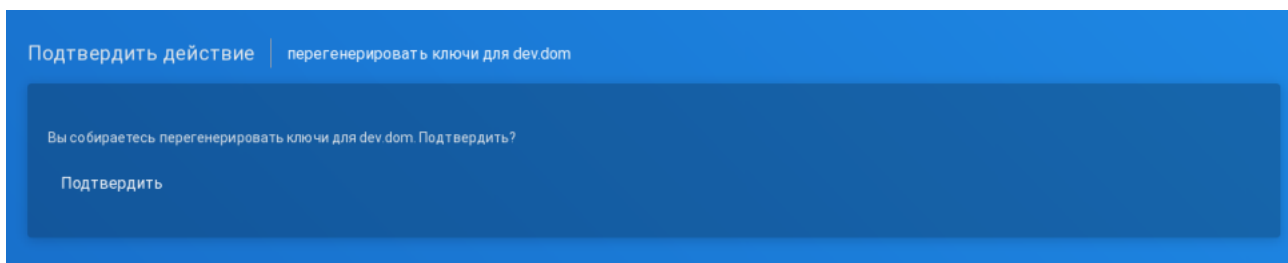 Подтвердить действие перегенерировать ключи для dev.dom
Вы собираетесь перегенерировать ключи для dev.dom. Подтвердить?
Подтвердить